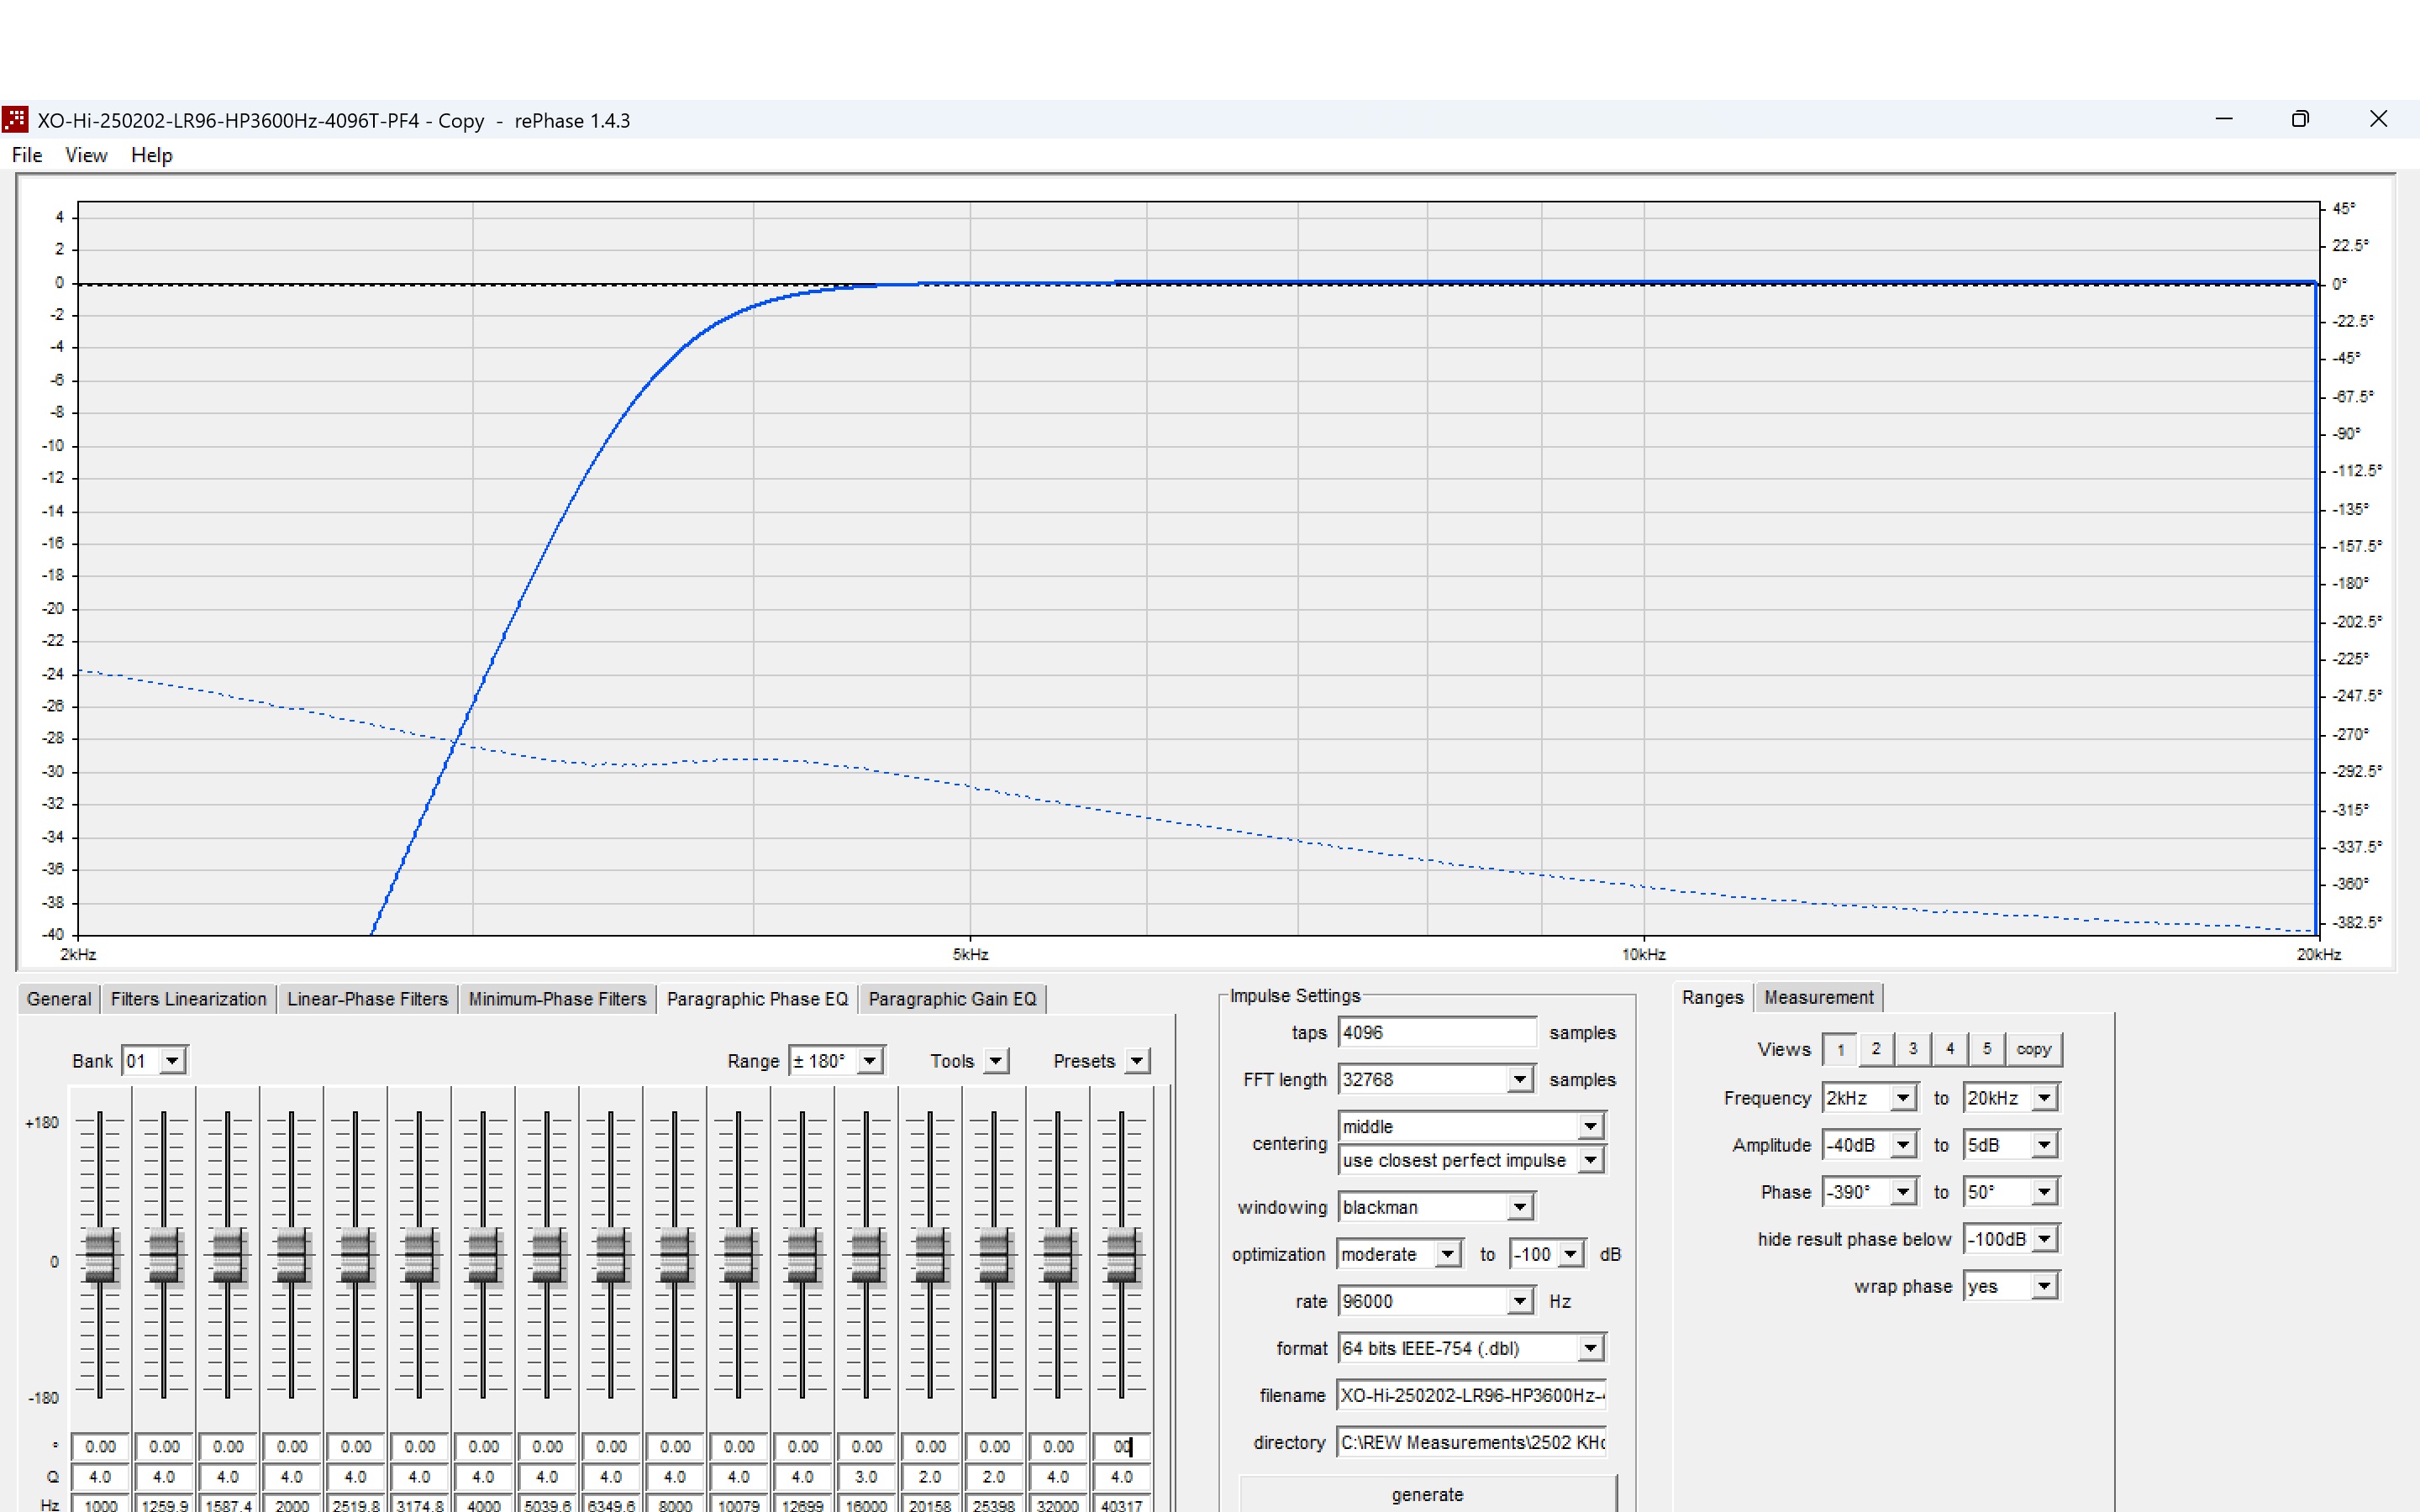 XO-Hi-250202-LR96-HP3600Hz-4096T-PF4 - Copy - rePhase 1.4.3
File View Help
4 45°
2 22.5°
0 0°
-2 -22.5°
-4 -45°
-6 -67.5°
-8 -90°
-10 -112.5°
-12 -135°
-14 -157.5°
-16 -180°
-18 -202.5°
-20 -225°
-22 -247.5°
-24 -270°
-26 -292.5°
-28 -315°
-30 -337.5°
-32 -360°
-34 -382.5°
-36
-38
-40
2kHz 5kHz 10kHz 20kHz
General Filters Linearization Linear-Phase Filters Minimum-Phase Filters Paragraphic Phase EQ Paragraphic Gain EQ
Bank 01 Range ± 180° Tools Presets
+180
0
-180
° 0.00 0.00 0.00 0.00 0.00 0.00 0.00 0.00 0.00 0.00 0.00 0.00 0.00 0.00 0.00 0.00 00
Q 4.0 4.0 4.0 4.0 4.0 4.0 4.0 4.0 4.0 4.0 4.0 4.0 3.0 2.0 2.0 4.0 4.0
Hz 1000 1259.9 1587.4 2000 2519.8 3174.8 4000 5039.6 6349.6 8000 10079 12699 16000 20158 25398 32000 40317
Impulse Settings
taps 4096 samples
FFT length 32768 samples
centering middle
use closest perfect impulse
windowing blackman
optimization moderate to -100 dB
rate 96000 Hz
format 64 bits IEEE-754 (.dbl)
filename XO-Hi-250202-LR96-HP3600Hz-
directory C:\REW Measurements\2502 KH
generate
Ranges Measurement
Views 1 2 3 4 5 copy
Frequency 2kHz to 20kHz
Amplitude -40dB to 5dB
Phase -390° to 50°
hide result phase below -100dB
wrap phase yes